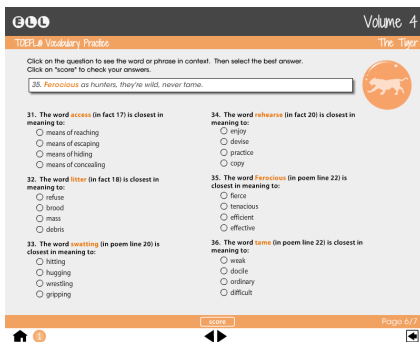 ELL
Volume 4
TOEFL® Vocabulary Practice
The Tiger
Click on the question to see the word or phrase in context. Then select the best answer.
Click on "score" to check your answers.
35. Ferocious as hunters, they're wild, never tame.
31. The word access (in fact 17) is closest in
meaning to:
means of reaching
means of escaping
means of hiding
means of concealing
32. The word litter (in fact 18) is closest in
meaning to:
refuse
brood
mass
debris
33. The word swatting (in poem line 20) is
closest in meaning to:
hitting
hugging
wrestling
gripping
34. The word rehearse (in fact 20) is closest in
meaning to:
enjoy
devise
practice
copy
35. The word Ferocious (in poem line 22) is
closest in meaning to:
fierce
tenacious
efficient
effective
36. The word tame (in poem line 22) is closest in
meaning to:
weak
docile
ordinary
difficult
score
Page 6/7
1